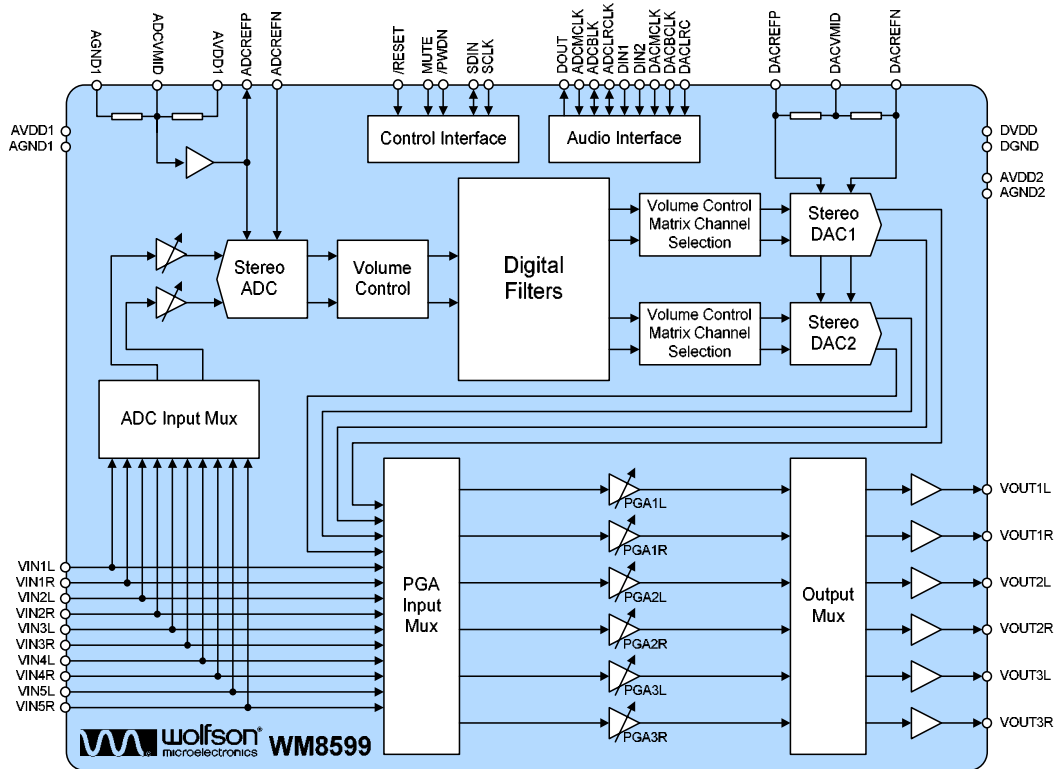 AGND1
ADCVMID
AVDD1
ADCREFP
ADCREFN
/RESET
MUTE
/PWDN
SDIN
SCLK
DOUT
ADCMCLK
ADCBLK
ADCLRCLK
DIN1
DIN2
DACMCLK
DACBCLK
DACLRC
DACREFP
DACVMID
DACREFN
AVDD1
AGND1
DVDD
DGND
AVDD2
AGND2
Control Interface
Audio Interface
Stereo
ADC
Volume
Control
Digital
Filters
Volume Control
Matrix Channel
Selection
Stereo
DAC1
Volume Control
Matrix Channel
Selection
Stereo
DAC2
ADC Input Mux
PGA
Input
Mux
PGA1L
PGA1R
PGA2L
PGA2R
PGA3L
PGA3R
Output
Mux
VOUT1L
VOUT1R
VOUT2L
VOUT2R
VOUT3L
VOUT3R
VIN1L
VIN1R
VIN2L
VIN2R
VIN3L
VIN3R
VIN4L
VIN4R
VIN5L
VIN5R
wolfson®
microelectronics
WM8599